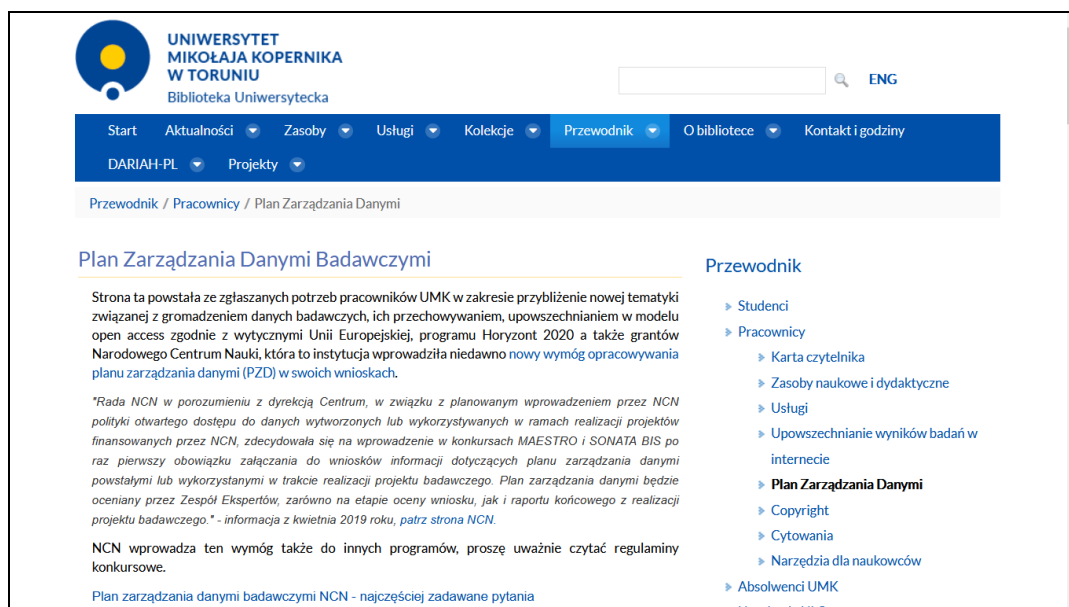 UNIWERSYTET
MIKOŁAJA KOPERNIKA
W TORUNIU
Biblioteka Uniwersytecka
ENG
Start Aktualności Zasoby Usługi Kolekcje Przewodnik O bibliotece Kontakt i godziny
DARIAH-PL Projekty
Przewodnik / Pracownicy / Plan Zarządzania Danymi
Plan Zarządzania Danymi Badawczymi
Strona ta powstała ze zgłaszanych potrzeb pracowników UMK w zakresie przybliżenie nowej tematyki
związanej z gromadzeniem danych badawczych, ich przechowywaniem, upowszechnianiem w modelu
open access zgodnie z wytycznymi Unii Europejskiej, programu Horyzont 2020 a także grantów
Narodowego Centrum Nauki, która to instytucja wprowadziła niedawno nowy wymóg opracowywania
planu zarządzania danymi (PZD) w swoich wnioskach.
"Rada NCN w porozumieniu z dyrekcją Centrum, w związku z planowanym wprowadzeniem przez NCN
polityki otwartego dostępu do danych wytworzonych lub wykorzystywanych w ramach realizacji projektów
finansowanych przez NCN, zdecydowała się na wprowadzenie w konkursach MAESTRO i SONATA BIS po
raz pierwszy obowiązku załączania do wniosków informacji dotyczących planu zarządzania danymi
powstałymi lub wykorzystanymi w trakcie realizacji projektu badawczego. Plan zarządzania danymi będzie
oceniany przez Zespół Ekspertów, zarówno na etapie oceny wniosku, jak i raportu końcowego z realizacji
projektu badawczego." - informacja z kwietnia 2019 roku, patrz strona NCN.
NCN wprowadza ten wymóg także do innych programów, proszę uważnie czytać regulaminy
konkursowe.
Plan zarządzania danymi badawczymi NCN - najczęściej zadawane pytania
Przewodnik
Studenci
Pracownicy
Karta czytelnika
Zasoby naukowe i dydaktyczne
Usługi
Upowszechnianie wyników badań w
internecie
Plan Zarządzania Danymi
Copyright
Cytowania
Narzędzia dla naukowców
Absolwenci UMK